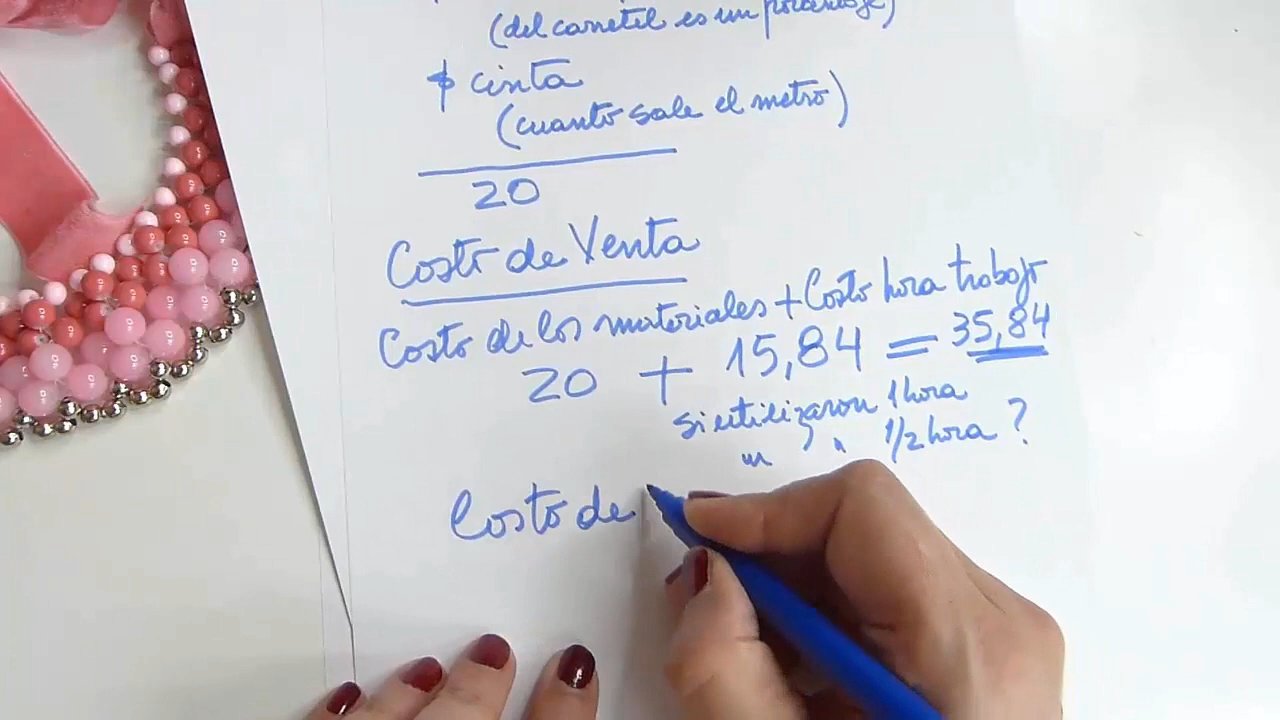 (del carretel es un porcentaje)
$ cinta
(cuanto sale el metro)
20
Costo de Venta
Costo de los materiales + Costo hora trabajo
20 + 15,84 = 35,84
si utilizaron 1 hora
" " 1/2 hora ?
Costo de